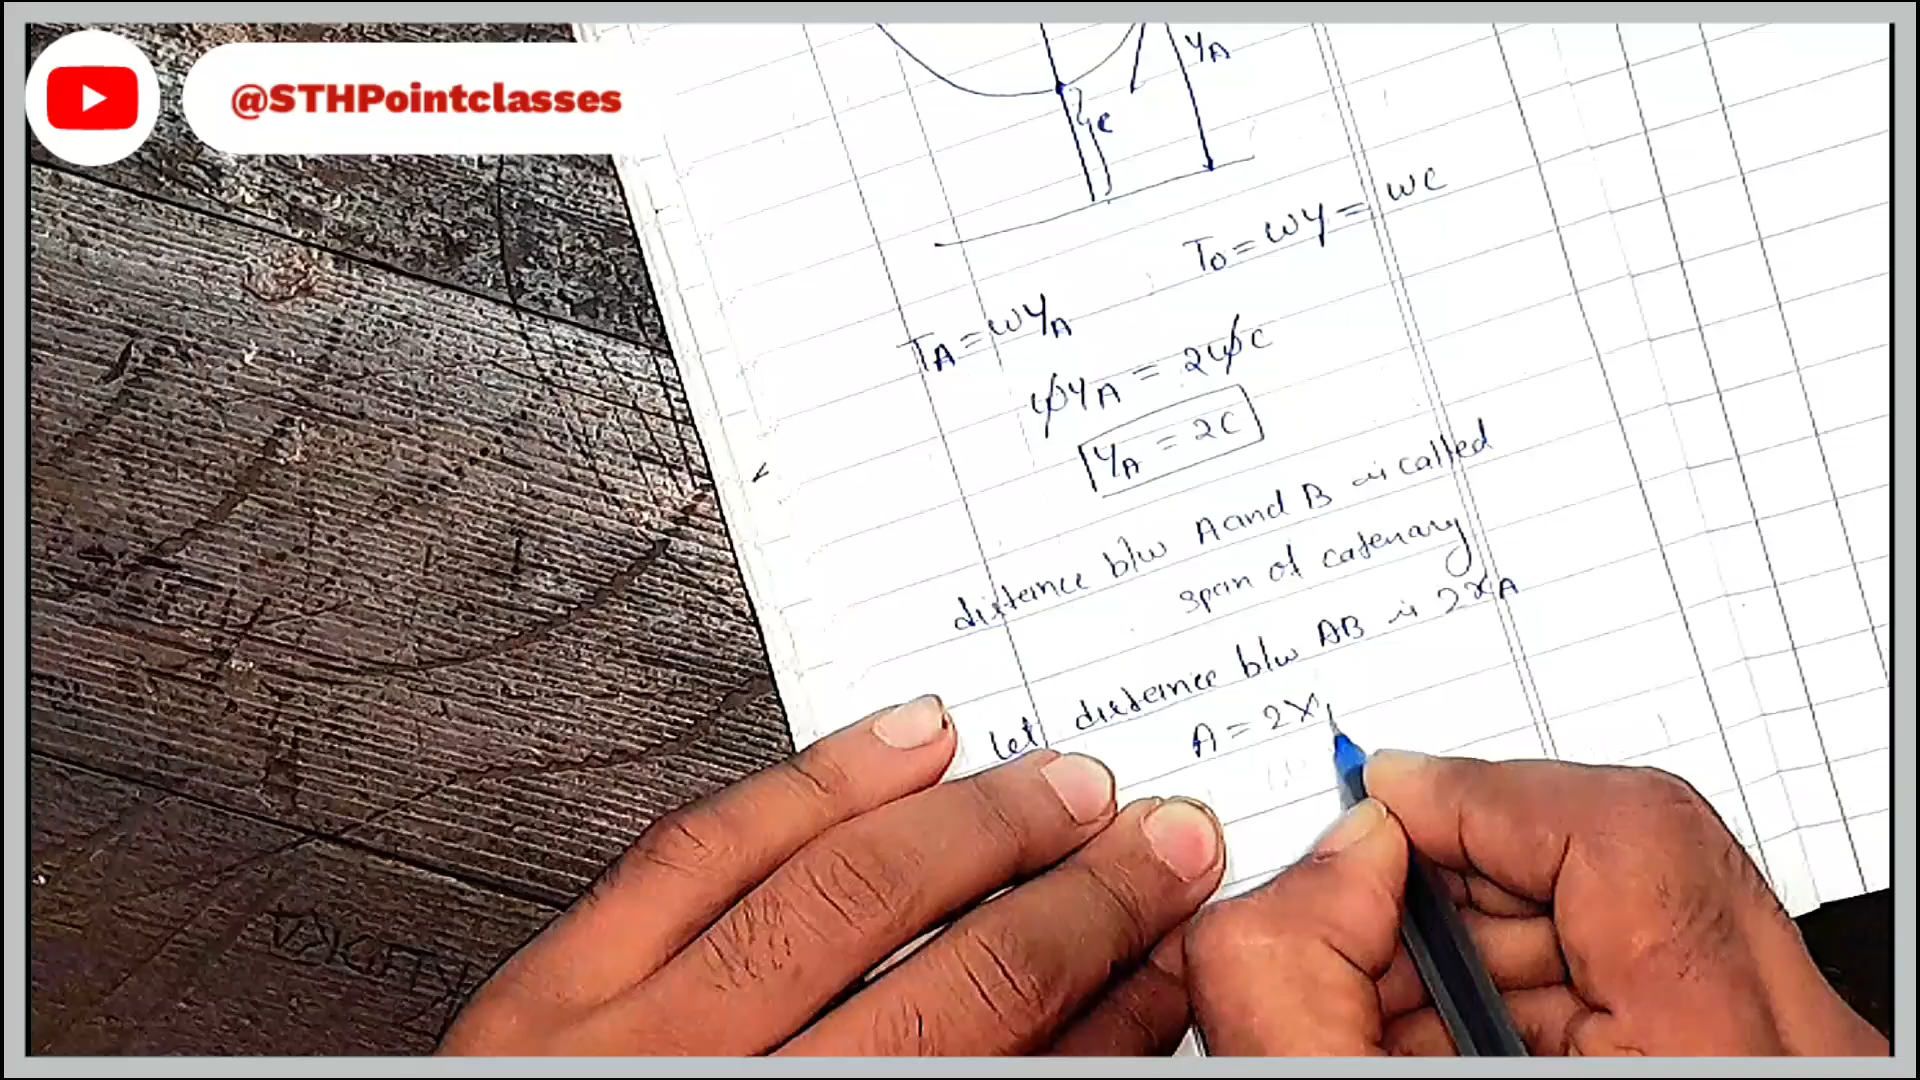 @STHPointclasses
yA
c
T0 = wy = wc
TA = wyA
wyA = 2wc
yA = 2c
distance b/w A and B is called
span of catenary
let distance b/w AB is 2xA
A = 2x